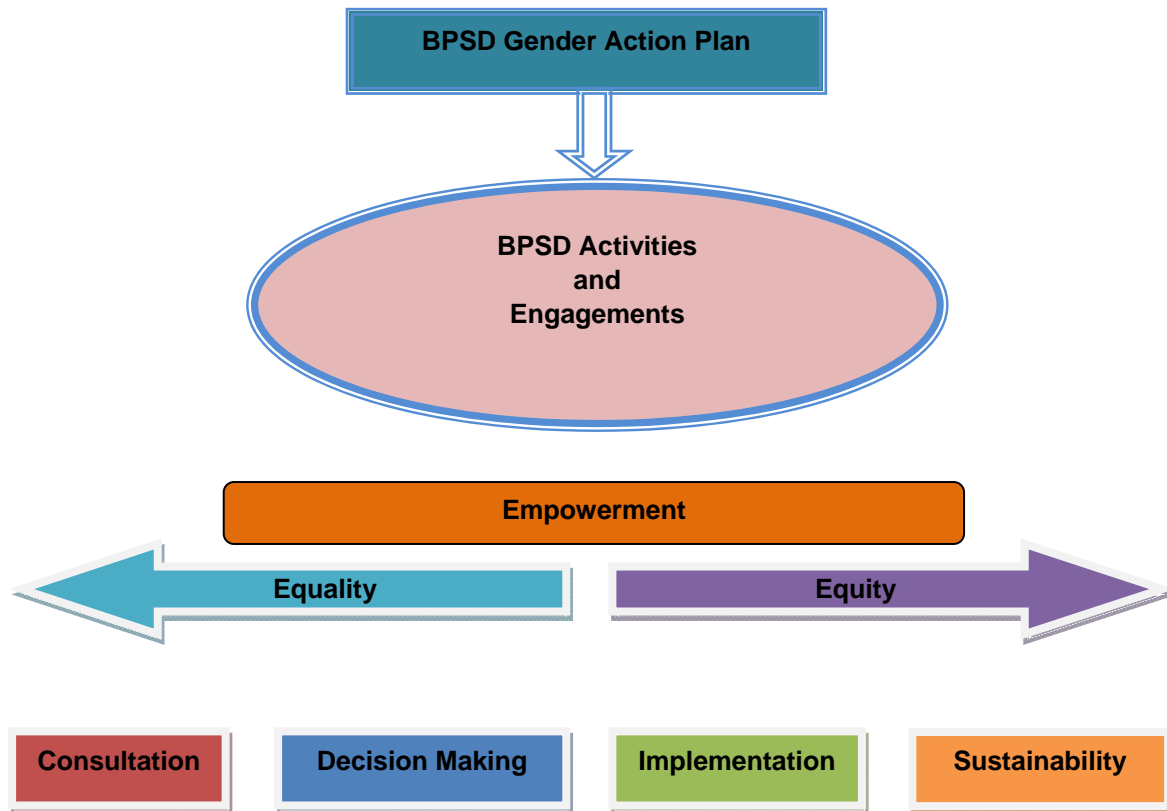 BPSD Gender Action Plan
BPSD Activities
and
Engagements
Empowerment
Equality
Equity
Consultation
Decision Making
Implementation
Sustainability